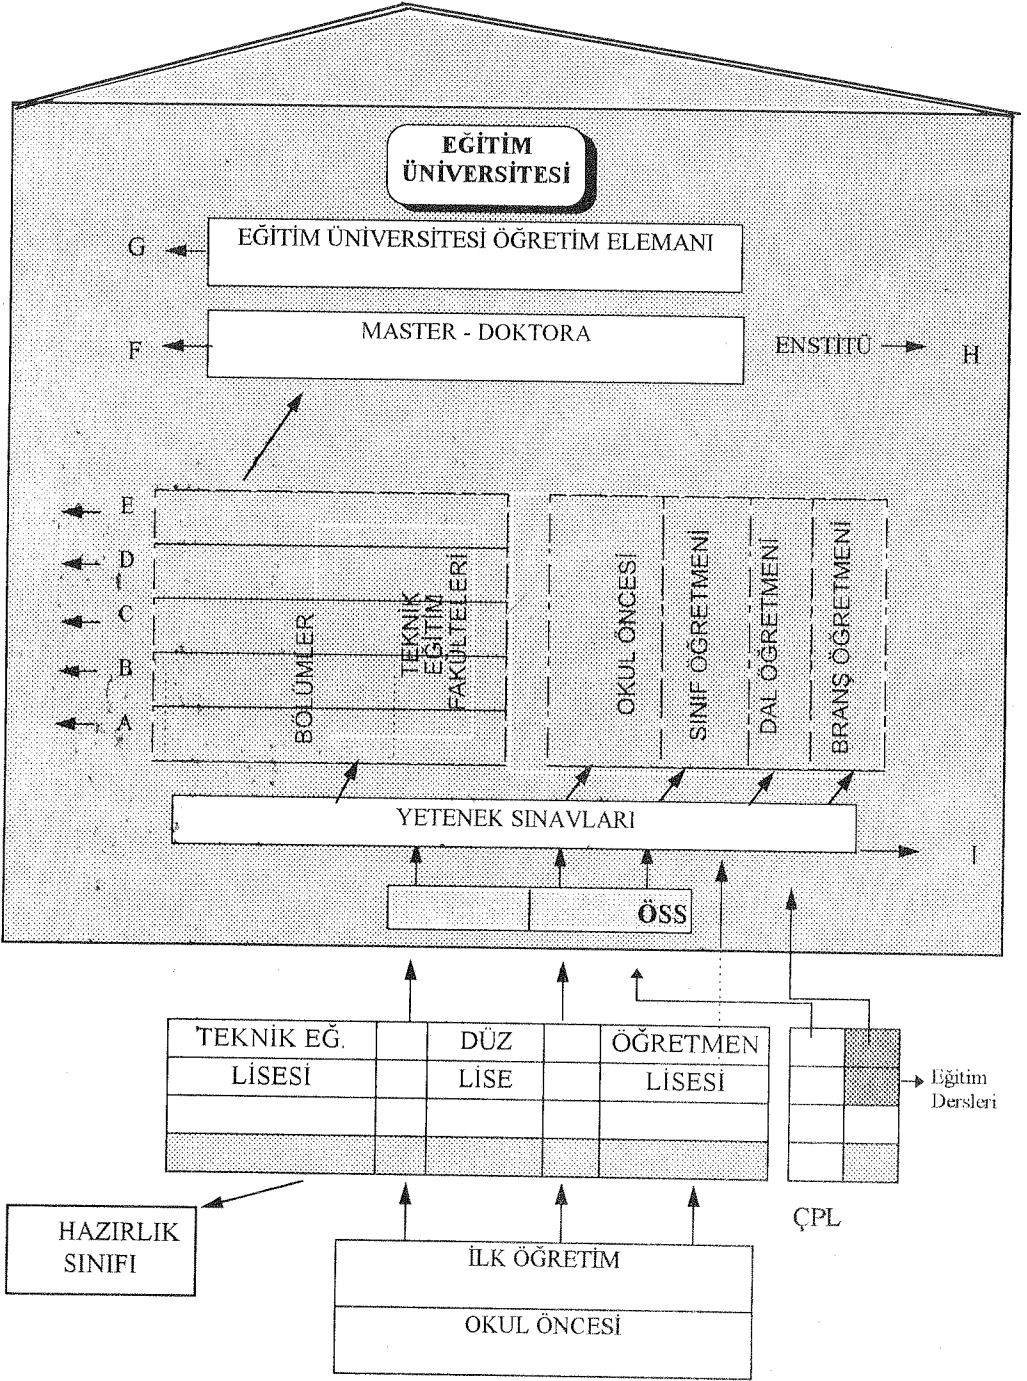 EĞİTİM
ÜNİVERSİTESİ
EĞİTİM ÜNİVERSİTESİ ÖĞRETİM ELEMANI
G
MASTER - DOKTORA
F
ENSTİTÜ
H
E
D
C
B
A
BÖLÜMLER
TEKNİK
EĞİTİM
FAKÜLTELERİ
OKUL ÖNCESİ
SINIF OGRETMENİ
DAL OĞRETMENİ
BRANŞ ÖĞRETMENİ
YETENEK SINAVLARI
I
ÖSS
TEKNİK EĞ.
LİSESİ
DÜZ
LİSE
ÖĞRETMEN
LİSESİ
Eğitim
Dersleri
ÇPL
HAZIRLIK
SINIFI
İLK ÖĞRETİM
OKUL ÖNCESİ